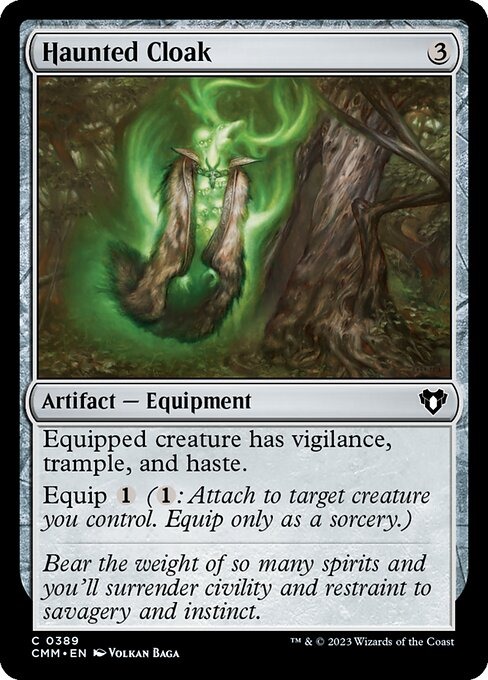 Haunted Cloak 3
Artifact — Equipment
Equipped creature has vigilance,
trample, and haste.
Equip 1 (1: Attach to target creature
you control. Equip only as a sorcery.)
Bear the weight of so many spirits and
you'll surrender civility and restraint to
savagery and instinct.
C 0389
CMM • EN Volkan Baga
™ & © 2023 Wizards of the Coast